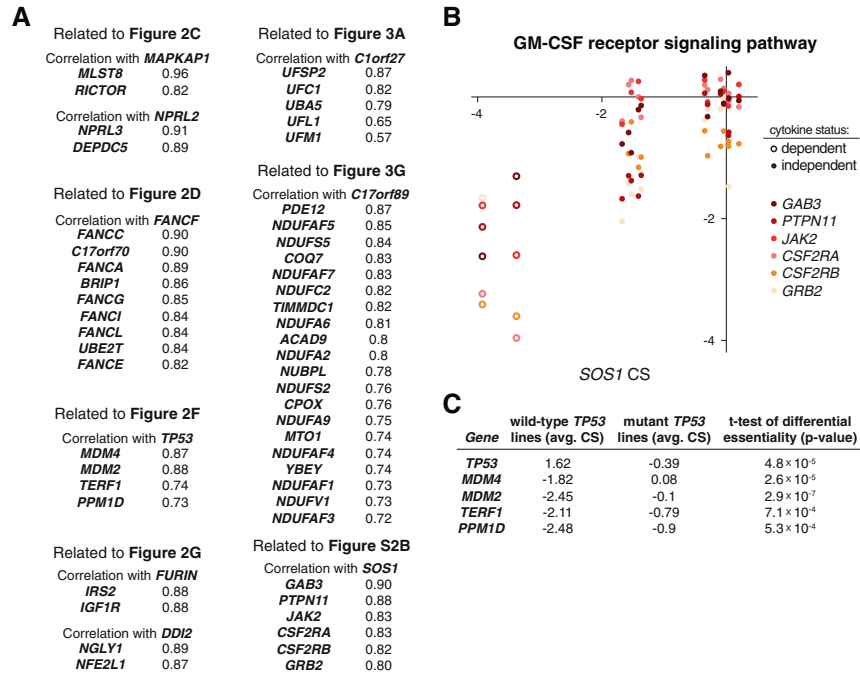 A
Related to Figure 2C
Correlation with MAPKAP1
MLST8 0.96
RICTOR 0.82
Correlation with NPRL2
NPRL3 0.91
DEPDC5 0.89
Related to Figure 2D
Correlation with FANCF
FANCC 0.90
C17orf70 0.90
FANCA 0.89
BRIP1 0.86
FANCG 0.85
FANCI 0.84
FANCL 0.84
UBE2T 0.84
FANCE 0.82
Related to Figure 2F
Correlation with TP53
MDM4 0.87
MDM2 0.88
TERF1 0.74
PPM1D 0.73
Related to Figure 2G
Correlation with FURIN
IRS2 0.88
IGF1R 0.88
Correlation with DDI2
NGLY1 0.89
NFE2L1 0.87
Related to Figure 3A
Correlation with C1orf27
UFSP2 0.87
UFC1 0.82
UBA5 0.79
UFL1 0.65
UFM1 0.57
Related to Figure 3G
Correlation with C17orf89
PDE12 0.87
NDUFAF5 0.85
NDUFS5 0.84
COQ7 0.83
NDUFAF7 0.83
NDUFC2 0.82
TIMMDC1 0.82
NDUFA6 0.81
ACAD9 0.8
NDUFA2 0.8
NUBPL 0.78
NDUFS2 0.76
CPOX 0.76
NDUFA9 0.75
MTO1 0.74
NDUFAF4 0.74
YBEY 0.74
NDUFAF1 0.73
NDUFV1 0.73
NDUFAF3 0.72
Related to Figure S2B
Correlation with SOS1
GAB3 0.90
PTPN11 0.88
JAK2 0.83
CSF2RA 0.83
CSF2RB 0.82
GRB2 0.80
B
GM-CSF receptor signaling pathway
-4 -2
-2
-4
SOS1 CS
cytokine status:
dependent
independent
GAB3
PTPN11
JAK2
CSF2RA
CSF2RB
GRB2
C
Gene wild-type TP53 lines (avg. CS) mutant TP53 lines (avg. CS) t-test of differential essentiality (p-value)
TP53 1.62 -0.39 4.8 x 10⁻⁵
MDM4 -1.82 0.08 2.6 x 10⁻⁵
MDM2 -2.45 -0.1 2.9 x 10⁻⁷
TERF1 -2.11 -0.79 7.1 x 10⁻⁴
PPM1D -2.48 -0.9 5.3 x 10⁻⁴